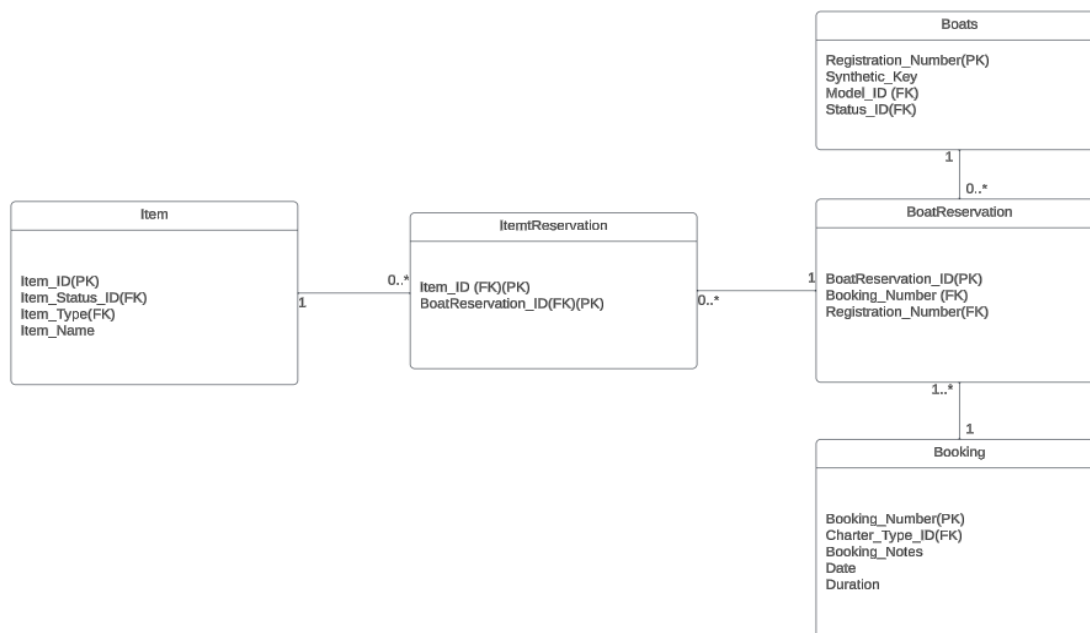 Boats
Registration_Number(PK)
Synthetic_Key
Model_ID (FK)
Status_ID(FK)
1
0..*
Item
Item_ID(PK)
Item_Status_ID(FK)
Item_Type(FK)
Item_Name
1
0..*
ItemtReservation
Item_ID (FK)(PK)
BoatReservation_ID(FK)(PK)
0..*
1
BoatReservation
BoatReservation_ID(PK)
Booking_Number (FK)
Registration_Number(FK)
1..*
1
Booking
Booking_Number(PK)
Charter_Type_ID(FK)
Booking_Notes
Date
Duration